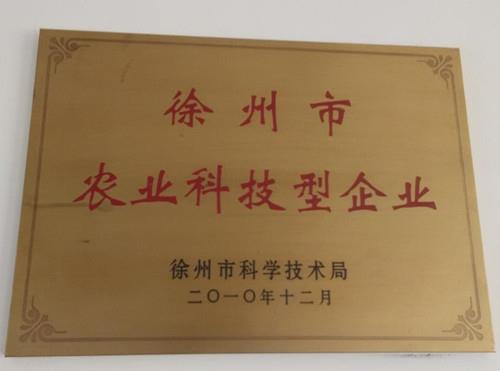 徐州市
农业科技型企业
徐州市科学技术局
二〇一〇年十二月